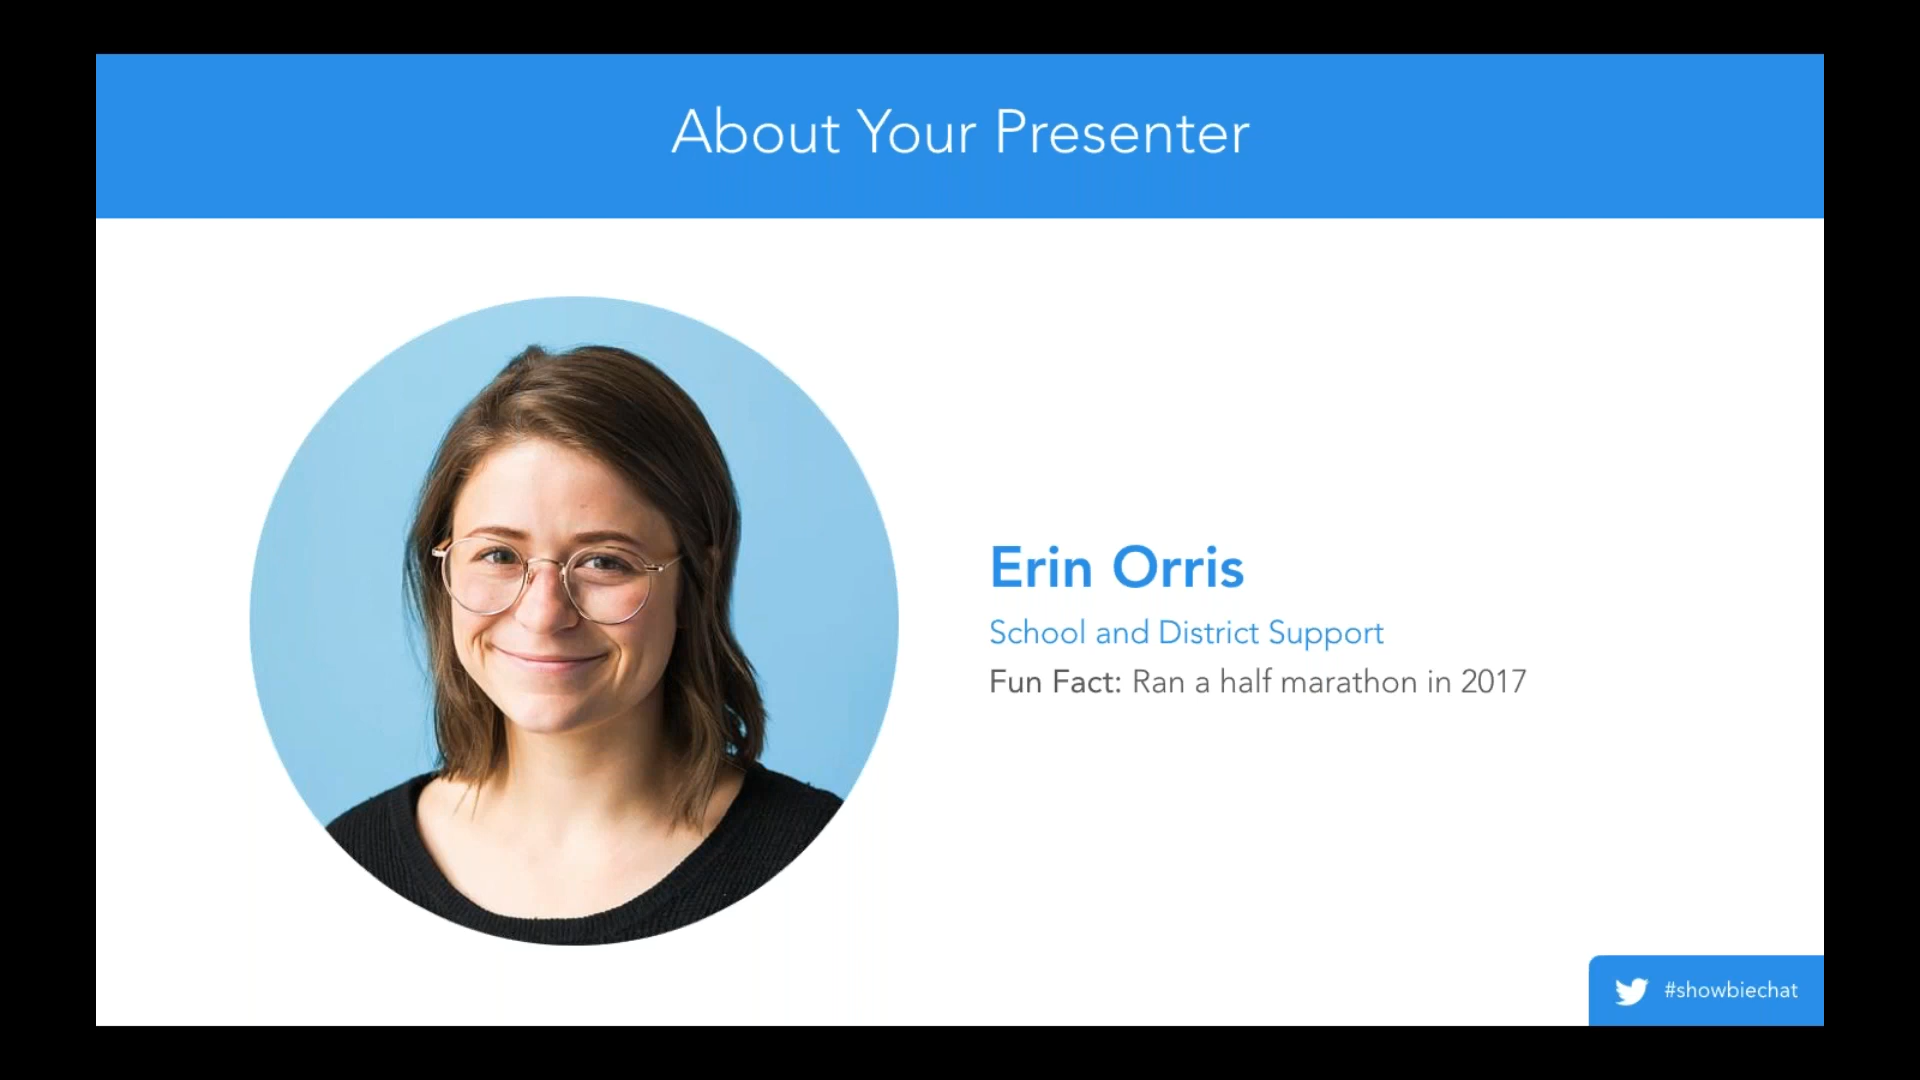 About Your Presenter
Erin Orris
School and District Support
Fun Fact: Ran a half marathon in 2017
#showbiechat